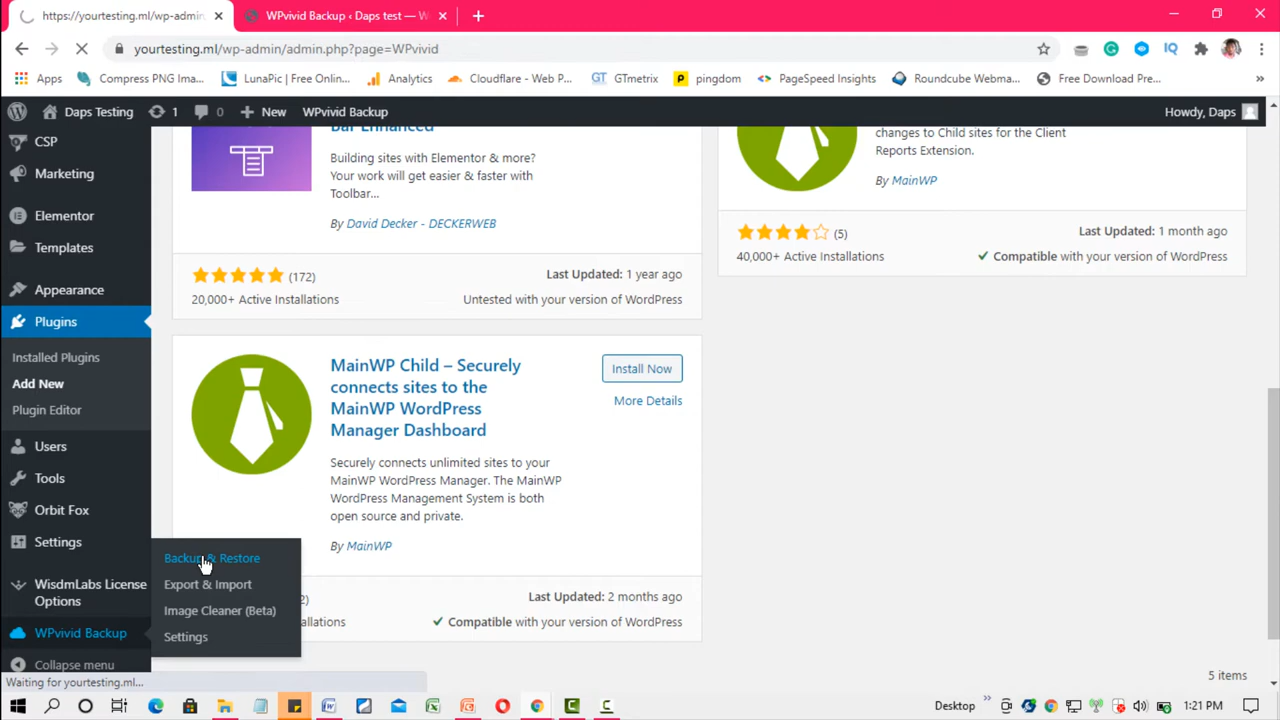 https://yourtesting.ml/wp-admin
WPvivid Backup ‹ Daps test — W
yourtesting.ml/wp-admin/admin.php?page=WPvivid
Apps
Compress PNG Ima...
LunaPic | Free Onlin...
Analytics
Cloudflare - Web P...
GTmetrix
pingdom
PageSpeed Insights
Roundcube Webma...
Free Download Pre...
Daps Testing
1
0
New
WPvivid Backup
Howdy, Daps
CSP
Marketing
Elementor
Templates
Appearance
Plugins
Installed Plugins
Add New
Plugin Editor
Users
Tools
Orbit Fox
Settings
WisdmLabs License
Options
WPvivid Backup
Collapse menu
Backup & Restore
Export & Import
Image Cleaner (Beta)
Settings
Bar Enhanced
Building sites with Elementor & more?
Your work will get easier & faster with
Toolbar...
By David Decker - DECKERWEB
(172)
Last Updated: 1 year ago
20,000+ Active Installations
Untested with your version of WordPress
changes to Child sites for the Client
Reports Extension.
By MainWP
(5)
Last Updated: 1 month ago
40,000+ Active Installations
Compatible with your version of WordPress
MainWP Child – Securely
connects sites to the
MainWP WordPress
Manager Dashboard
Install Now
More Details
Securely connects unlimited sites to your
MainWP WordPress Manager. The MainWP
WordPress Management System is both
open source and private.
By MainWP
2)
Last Updated: 2 months ago
allations
Compatible with your version of WordPress
5 items
Waiting for yourtesting.ml...
Desktop
1:21 PM